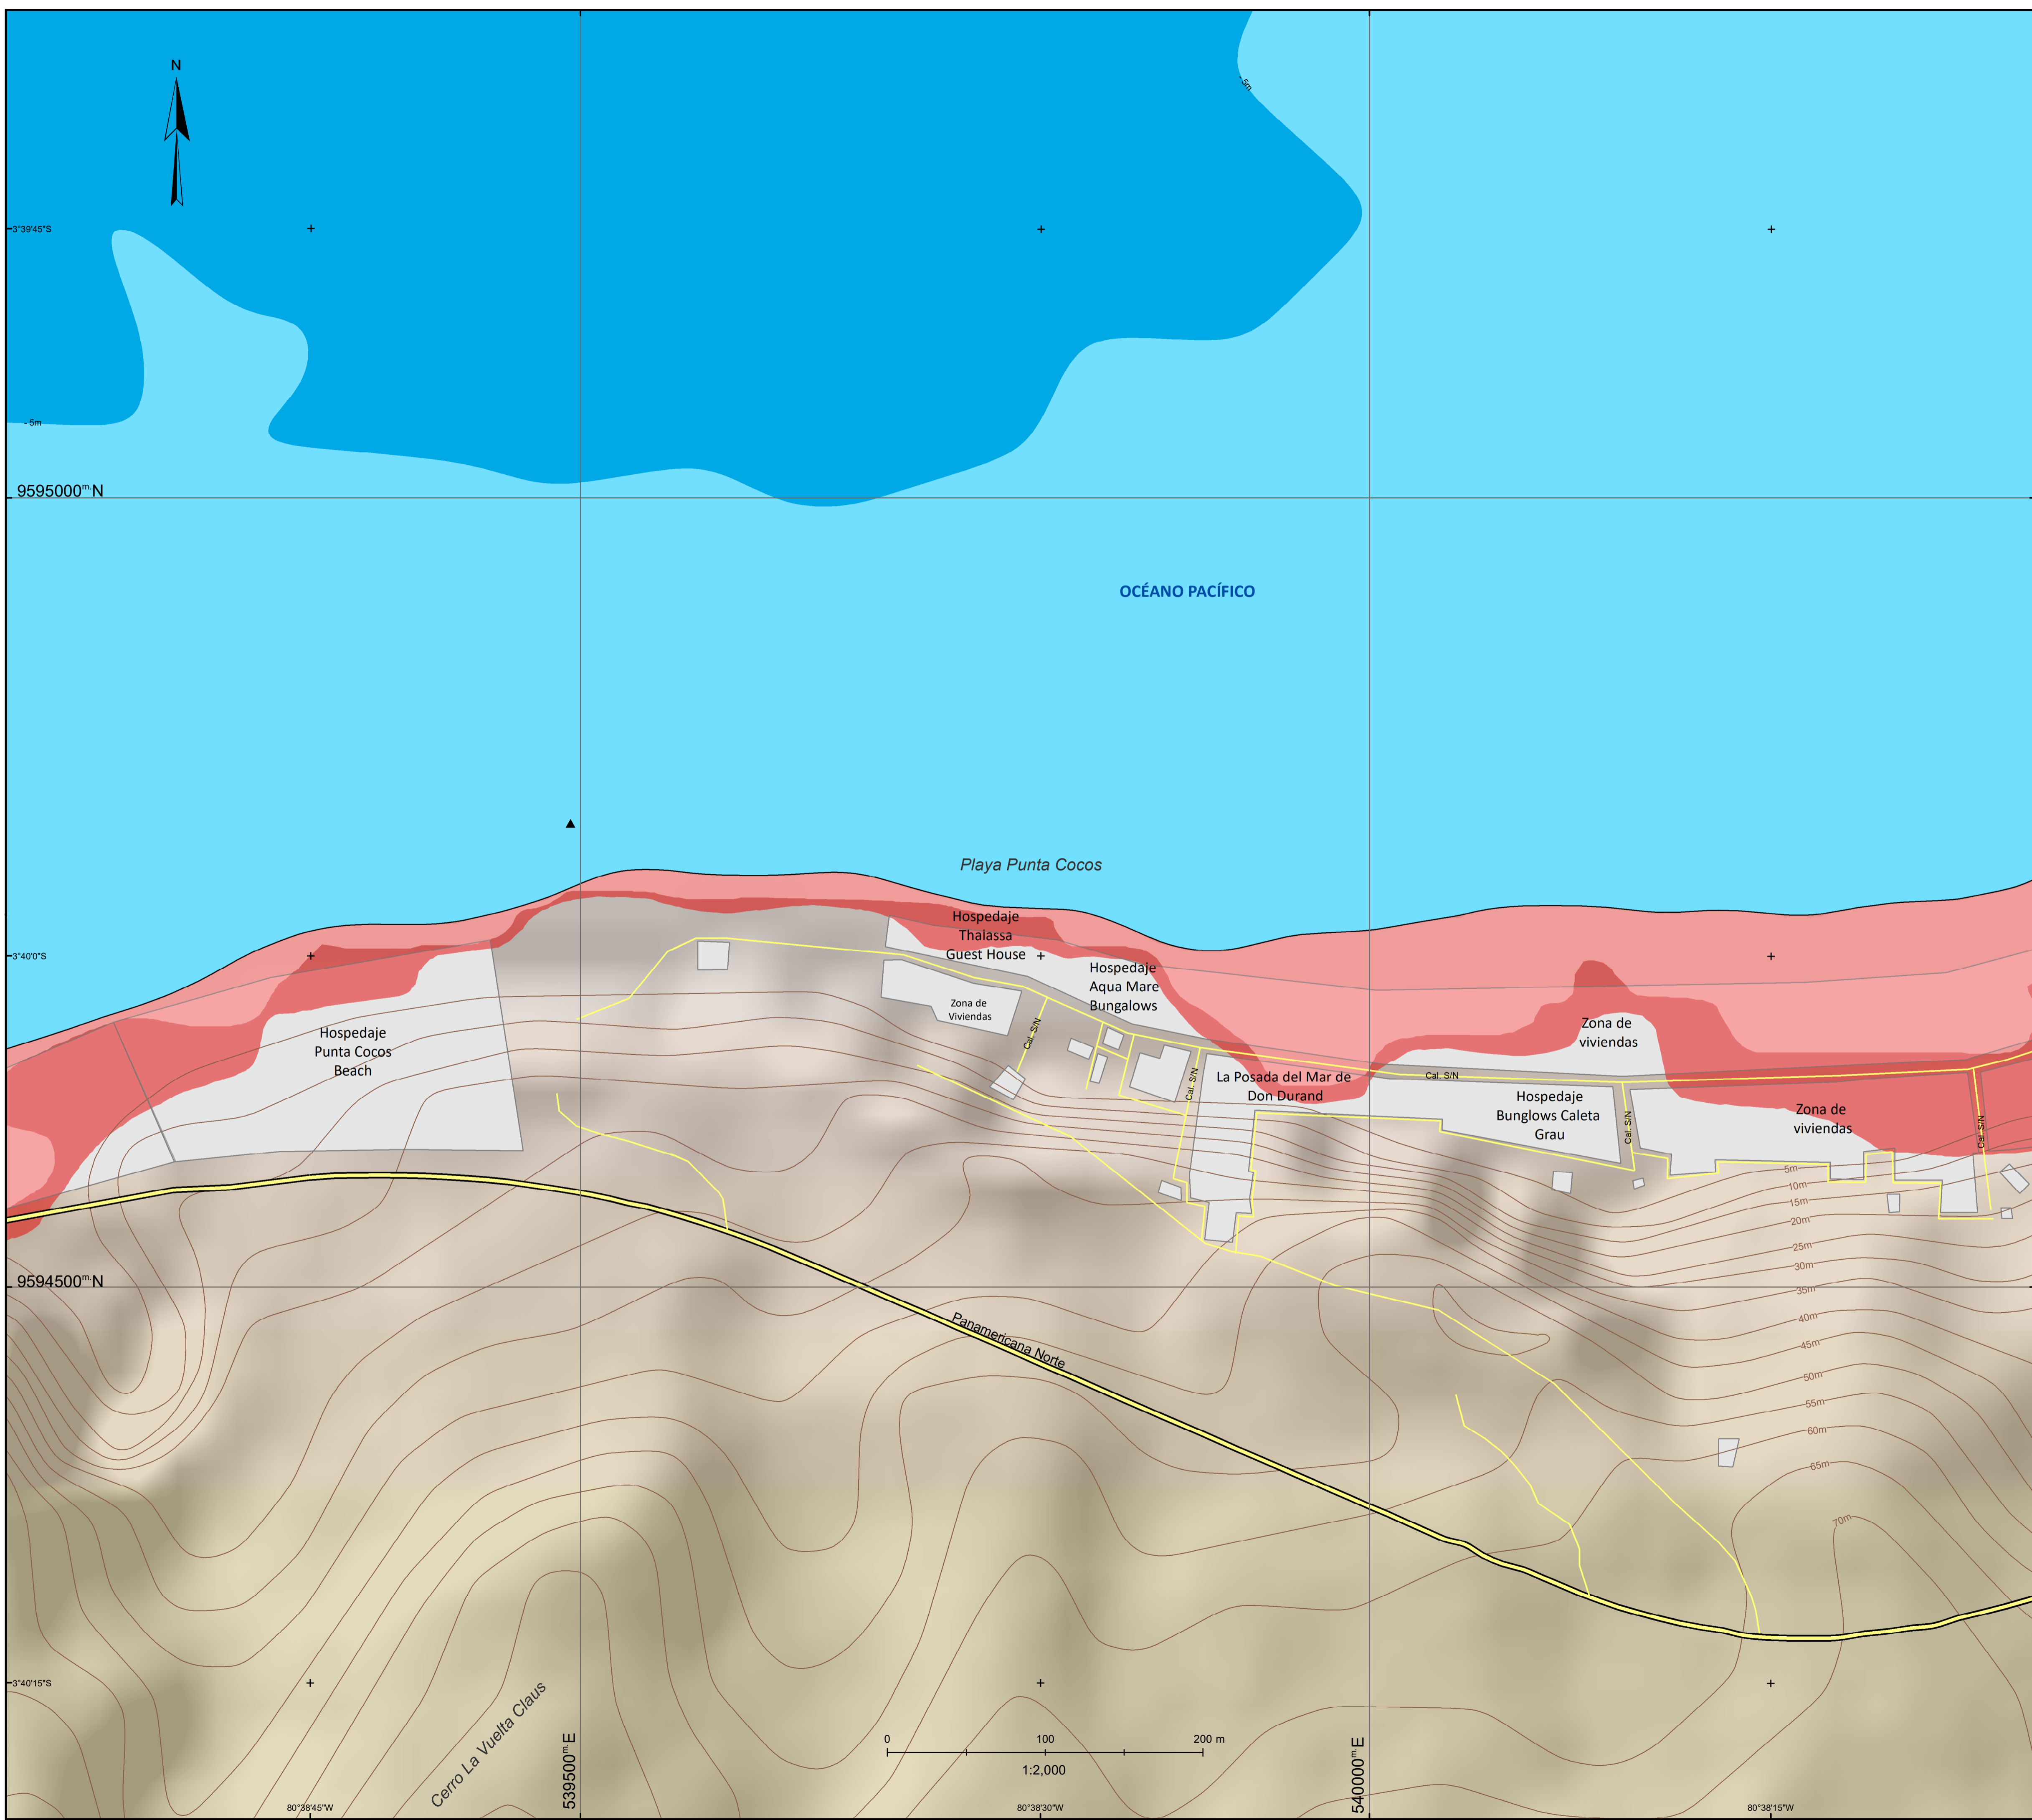 N
- 5m
3°39'45"S
- 5m
9595000m.N
OCÉANO PACÍFICO
Playa Punta Cocos
Hospedaje
Thalassa
Guest House
3°40'0"S
Hospedaje
Aqua Mare
Bungalows
Zona de
Viviendas
Hospedaje
Punta Cocos
Beach
Cal. S/N
Zona de
viviendas
La Posada del Mar de
Don Durand
Cal. S/N
Cal. S/N
Hospedaje
Bunglows Caleta
Grau
Cal. S/N
Zona de
viviendas
Cal. S/N
5m
10m
15m
20m
25m
30m
35m
40m
45m
50m
55m
60m
65m
70m
9594500m.N
Panamericana Norte
3°40'15"S
Cerro La Vuelta Claus
539500m.E
540000m.E
0 100 200 m
1:2,000
80°38'45"W
80°38'30"W
80°38'15"W